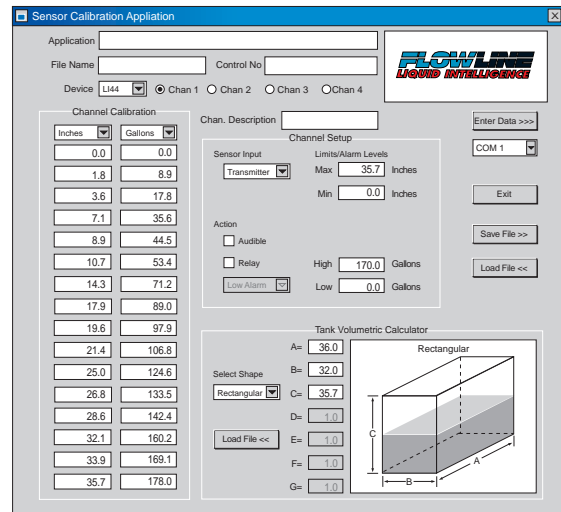 Sensor Calibration Appliation
Application
File Name
Control No
FLOWLINE
LIQUID INTELLIGENCE
Device LI44 Chan 1 Chan 2 Chan 3 Chan 4
Channel Calibration
Inches Gallons
0.0 0.0
1.8 8.9
3.6 17.8
7.1 35.6
8.9 44.5
10.7 53.4
14.3 71.2
17.9 89.0
19.6 97.9
21.4 106.8
25.0 124.6
26.8 133.5
28.6 142.4
32.1 160.2
33.9 169.1
35.7 178.0
Chan. Description
Channel Setup
Sensor Input
Transmitter
Limits/Alarm Levels
Max 35.7 Inches
Min 0.0 Inches
Action
Audible
Relay
Low Alarm
High 170.0 Gallons
Low 0.0 Gallons
Enter Data >>>
COM 1
Exit
Save File >>
Load File <<
Tank Volumetric Calculator
Select Shape
Rectangular
Load File <<
A= 36.0
B= 32.0
C= 35.7
D= 1.0
E= 1.0
F= 1.0
G= 1.0
Rectangular
C
A
B